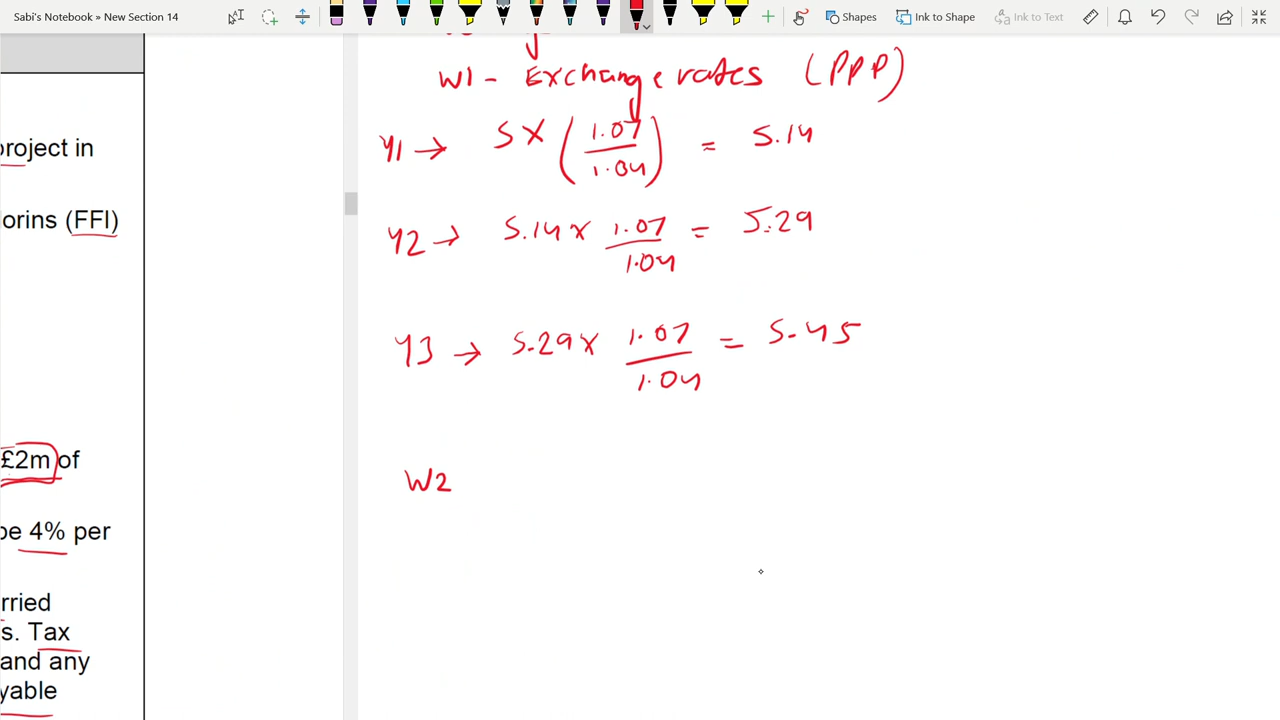 Sabi's Notebook » New Section 14
Shapes
Ink to Shape
Ink to Text
W1 - Exchange rates (PPP)
Y1 → 5 X (1.07 / 1.04) = 5.14
Y2 → 5.14 x 1.07 / 1.04 = 5.29
Y3 → 5.29 x 1.07 / 1.04 = 5.45
W2
project in
lorins (FFI)
£2m of
be 4% per
rried
s. Tax
and any
yable